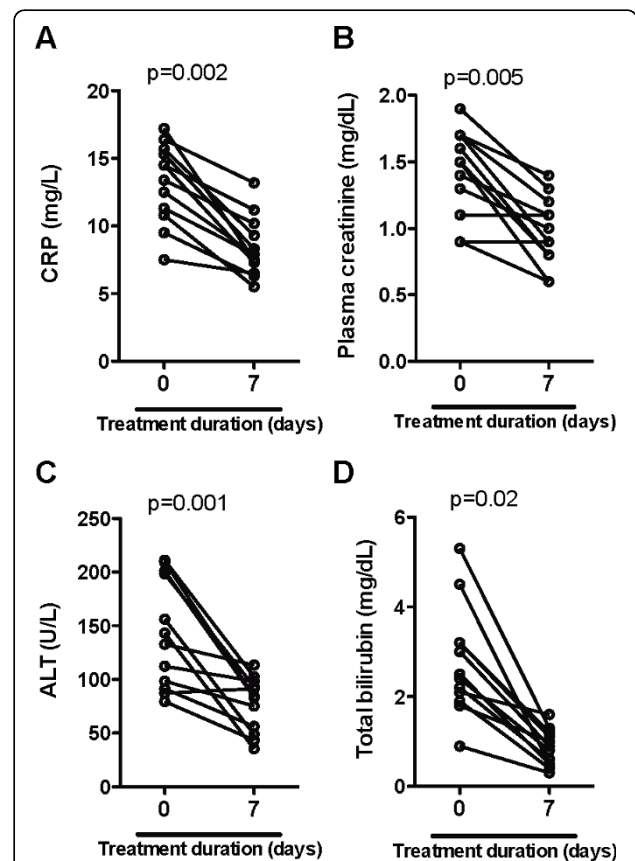 A
p=0.002
CRP (mg/L)
20
15
10
5
0
0 7
Treatment duration (days)
B
p=0.005
Plasma creatinine (mg/dL)
2.0
1.5
1.0
0.5
0.0
0 7
Treatment duration (days)
C
p=0.001
ALT (U/L)
250
200
150
100
50
0
0 7
Treatment duration (days)
D
p=0.02
Total bilirubin (mg/dL)
6
4
2
0
0 7
Treatment duration (days)